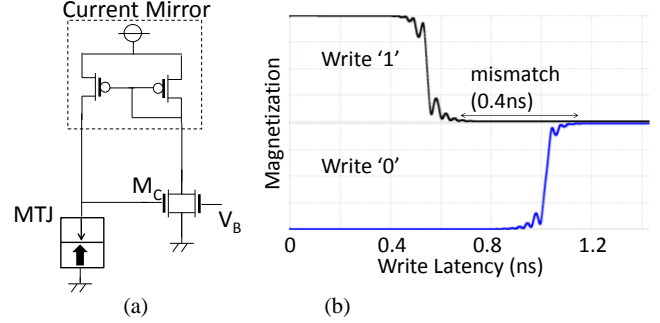 Current Mirror
M_C
MTJ
V_B
(a)
Magnetization
Write ‘1’
mismatch
(0.4ns)
Write ‘0’
0 0.4 0.8 1.2
Write Latency (ns)
(b)